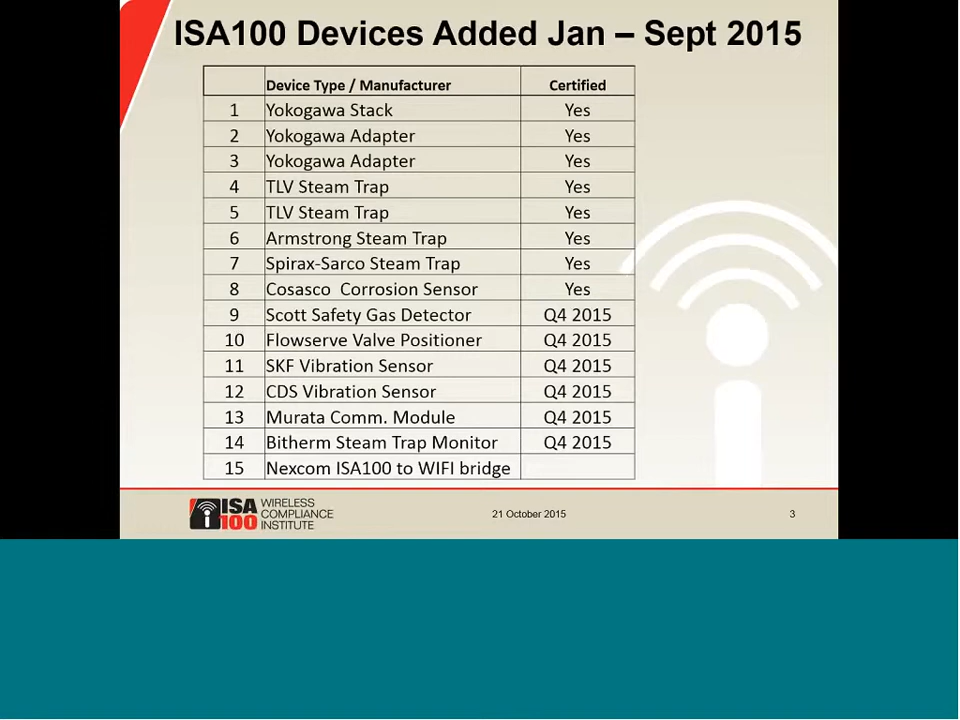 ISA100 Devices Added Jan – Sept 2015
Device Type / Manufacturer Certified
1 Yokogawa Stack Yes
2 Yokogawa Adapter Yes
3 Yokogawa Adapter Yes
4 TLV Steam Trap Yes
5 TLV Steam Trap Yes
6 Armstrong Steam Trap Yes
7 Spirax-Sarco Steam Trap Yes
8 Cosasco Corrosion Sensor Yes
9 Scott Safety Gas Detector Q4 2015
10 Flowserve Valve Positioner Q4 2015
11 SKF Vibration Sensor Q4 2015
12 CDS Vibration Sensor Q4 2015
13 Murata Comm. Module Q4 2015
14 Bitherm Steam Trap Monitor Q4 2015
15 Nexcom ISA100 to WIFI bridge
ISA
100
WIRELESS
COMPLIANCE
INSTITUTE
21 October 2015
3